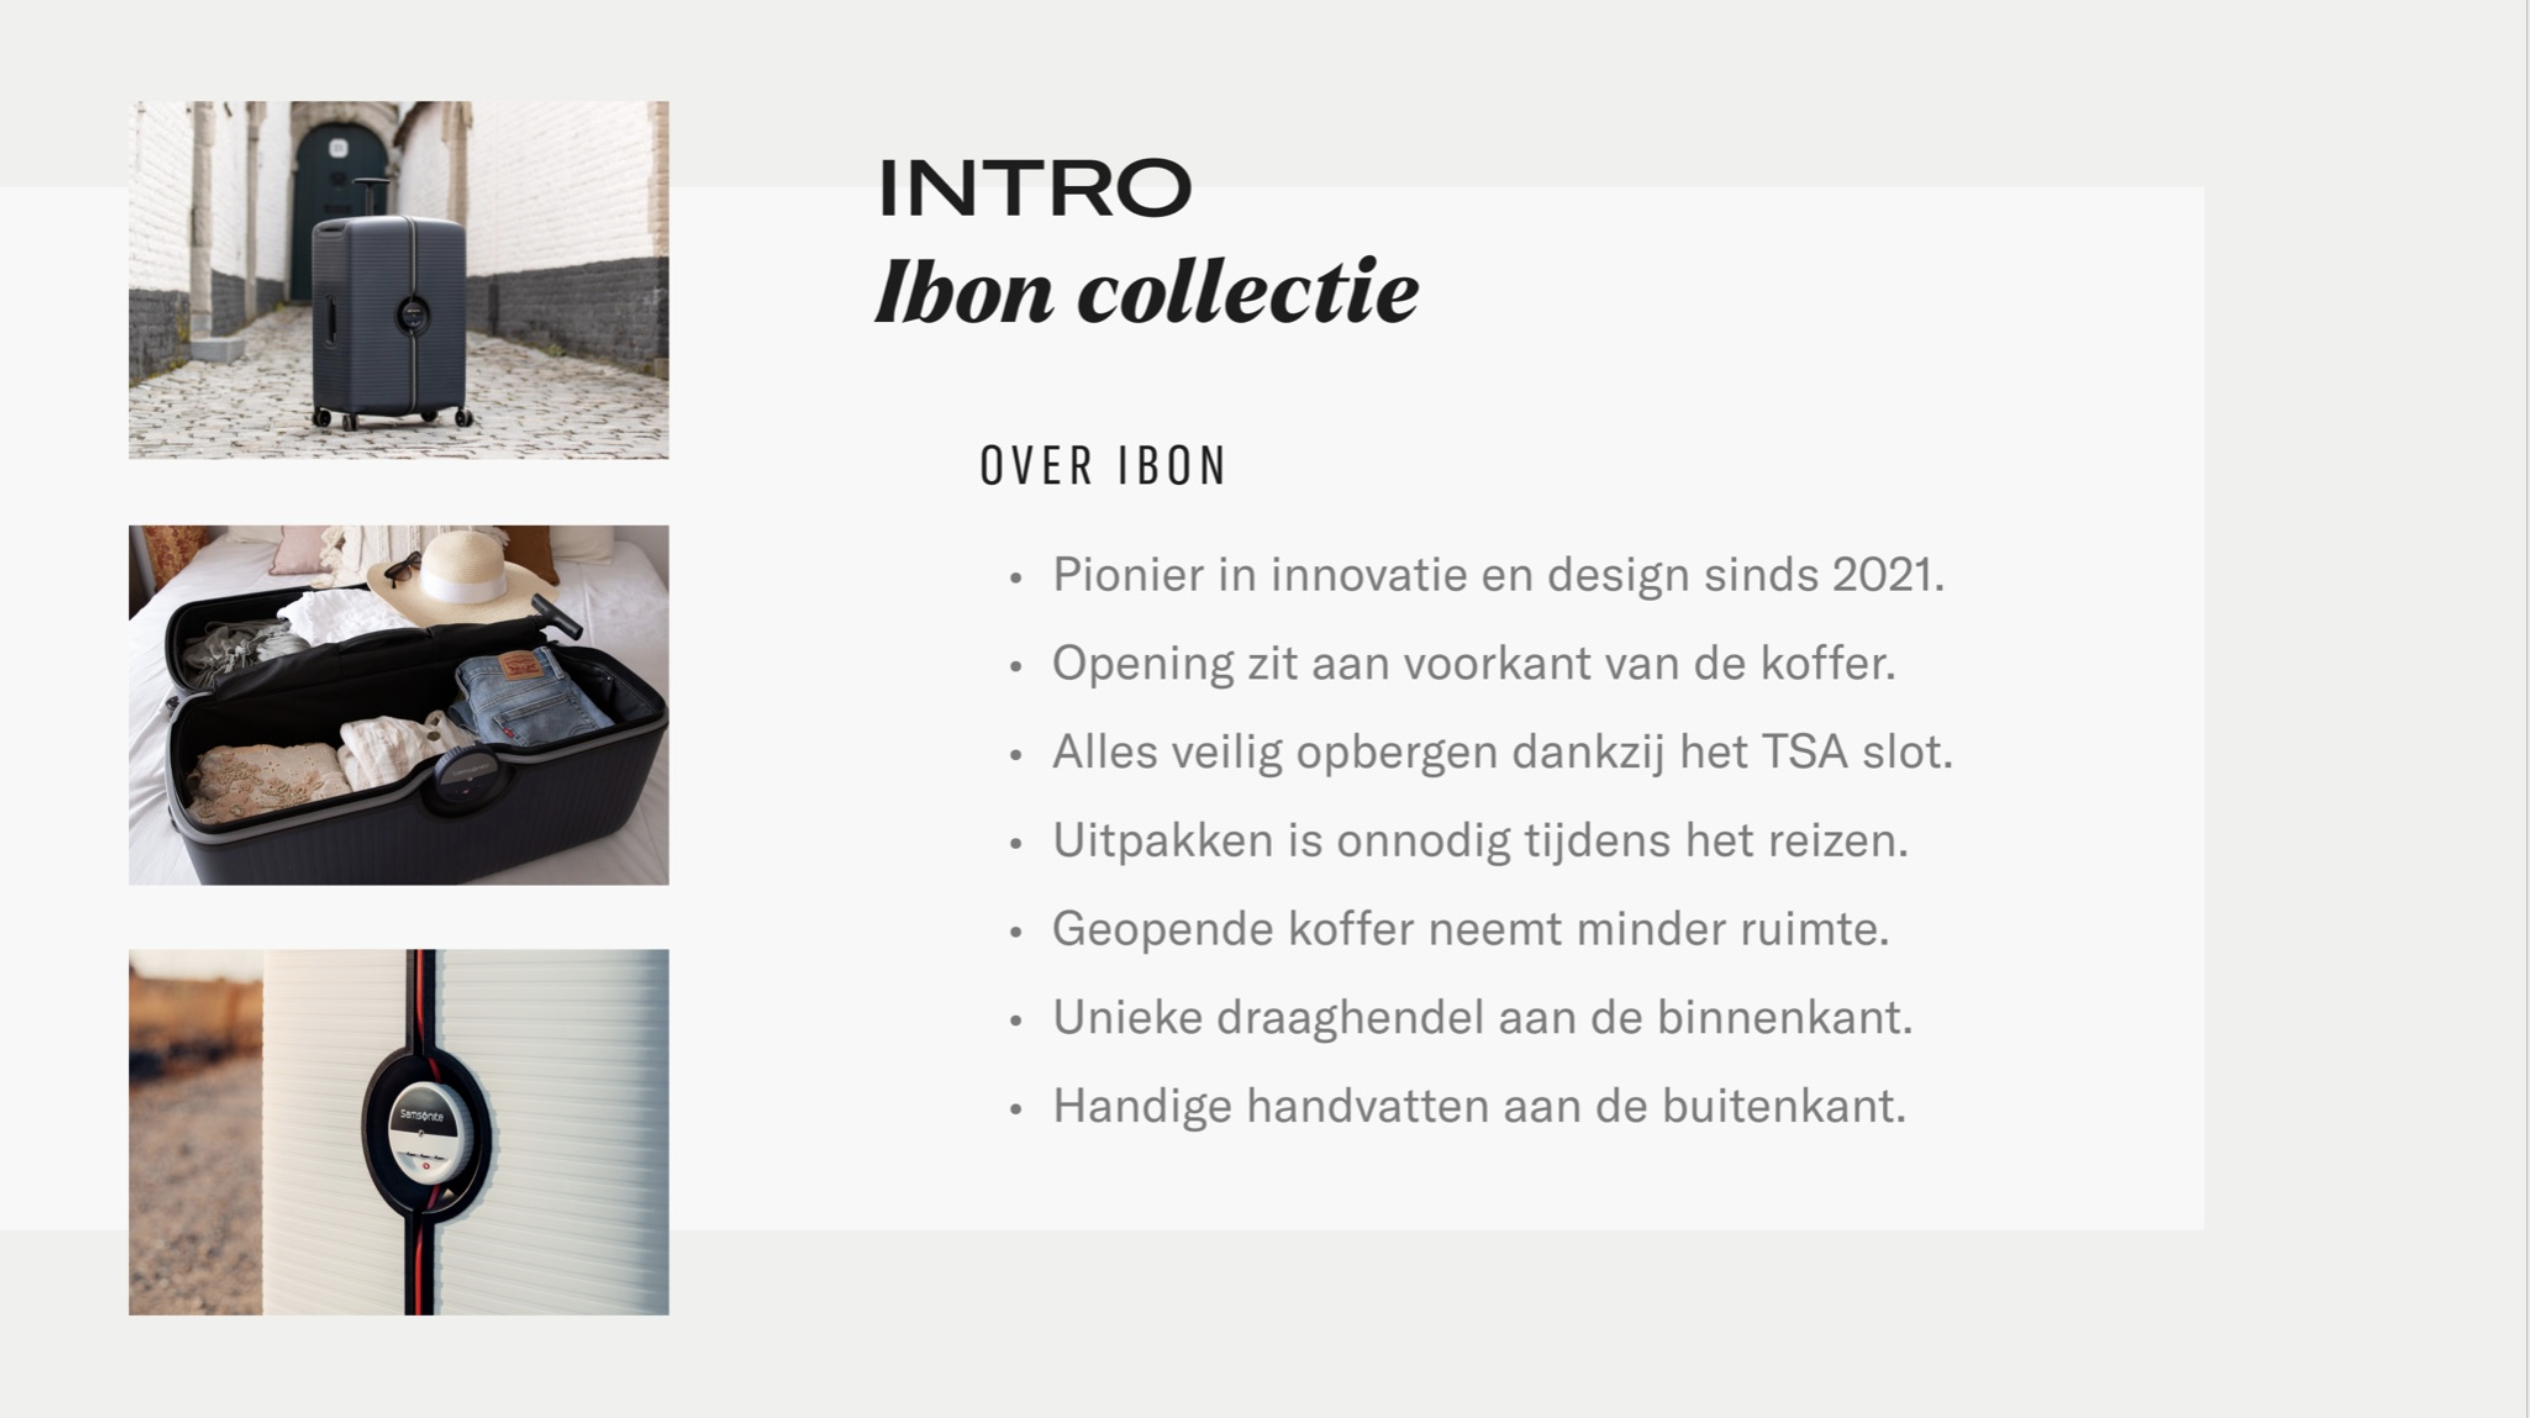 INTRO
Ibon collectie
OVER IBON
• Pionier in innovatie en design sinds 2021.
• Opening zit aan voorkant van de koffer.
• Alles veilig opbergen dankzij het TSA slot.
• Uitpakken is onnodig tijdens het reizen.
• Geopende koffer neemt minder ruimte.
• Unieke draaghendel aan de binnenkant.
• Handige handvatten aan de buitenkant.
Samsonite